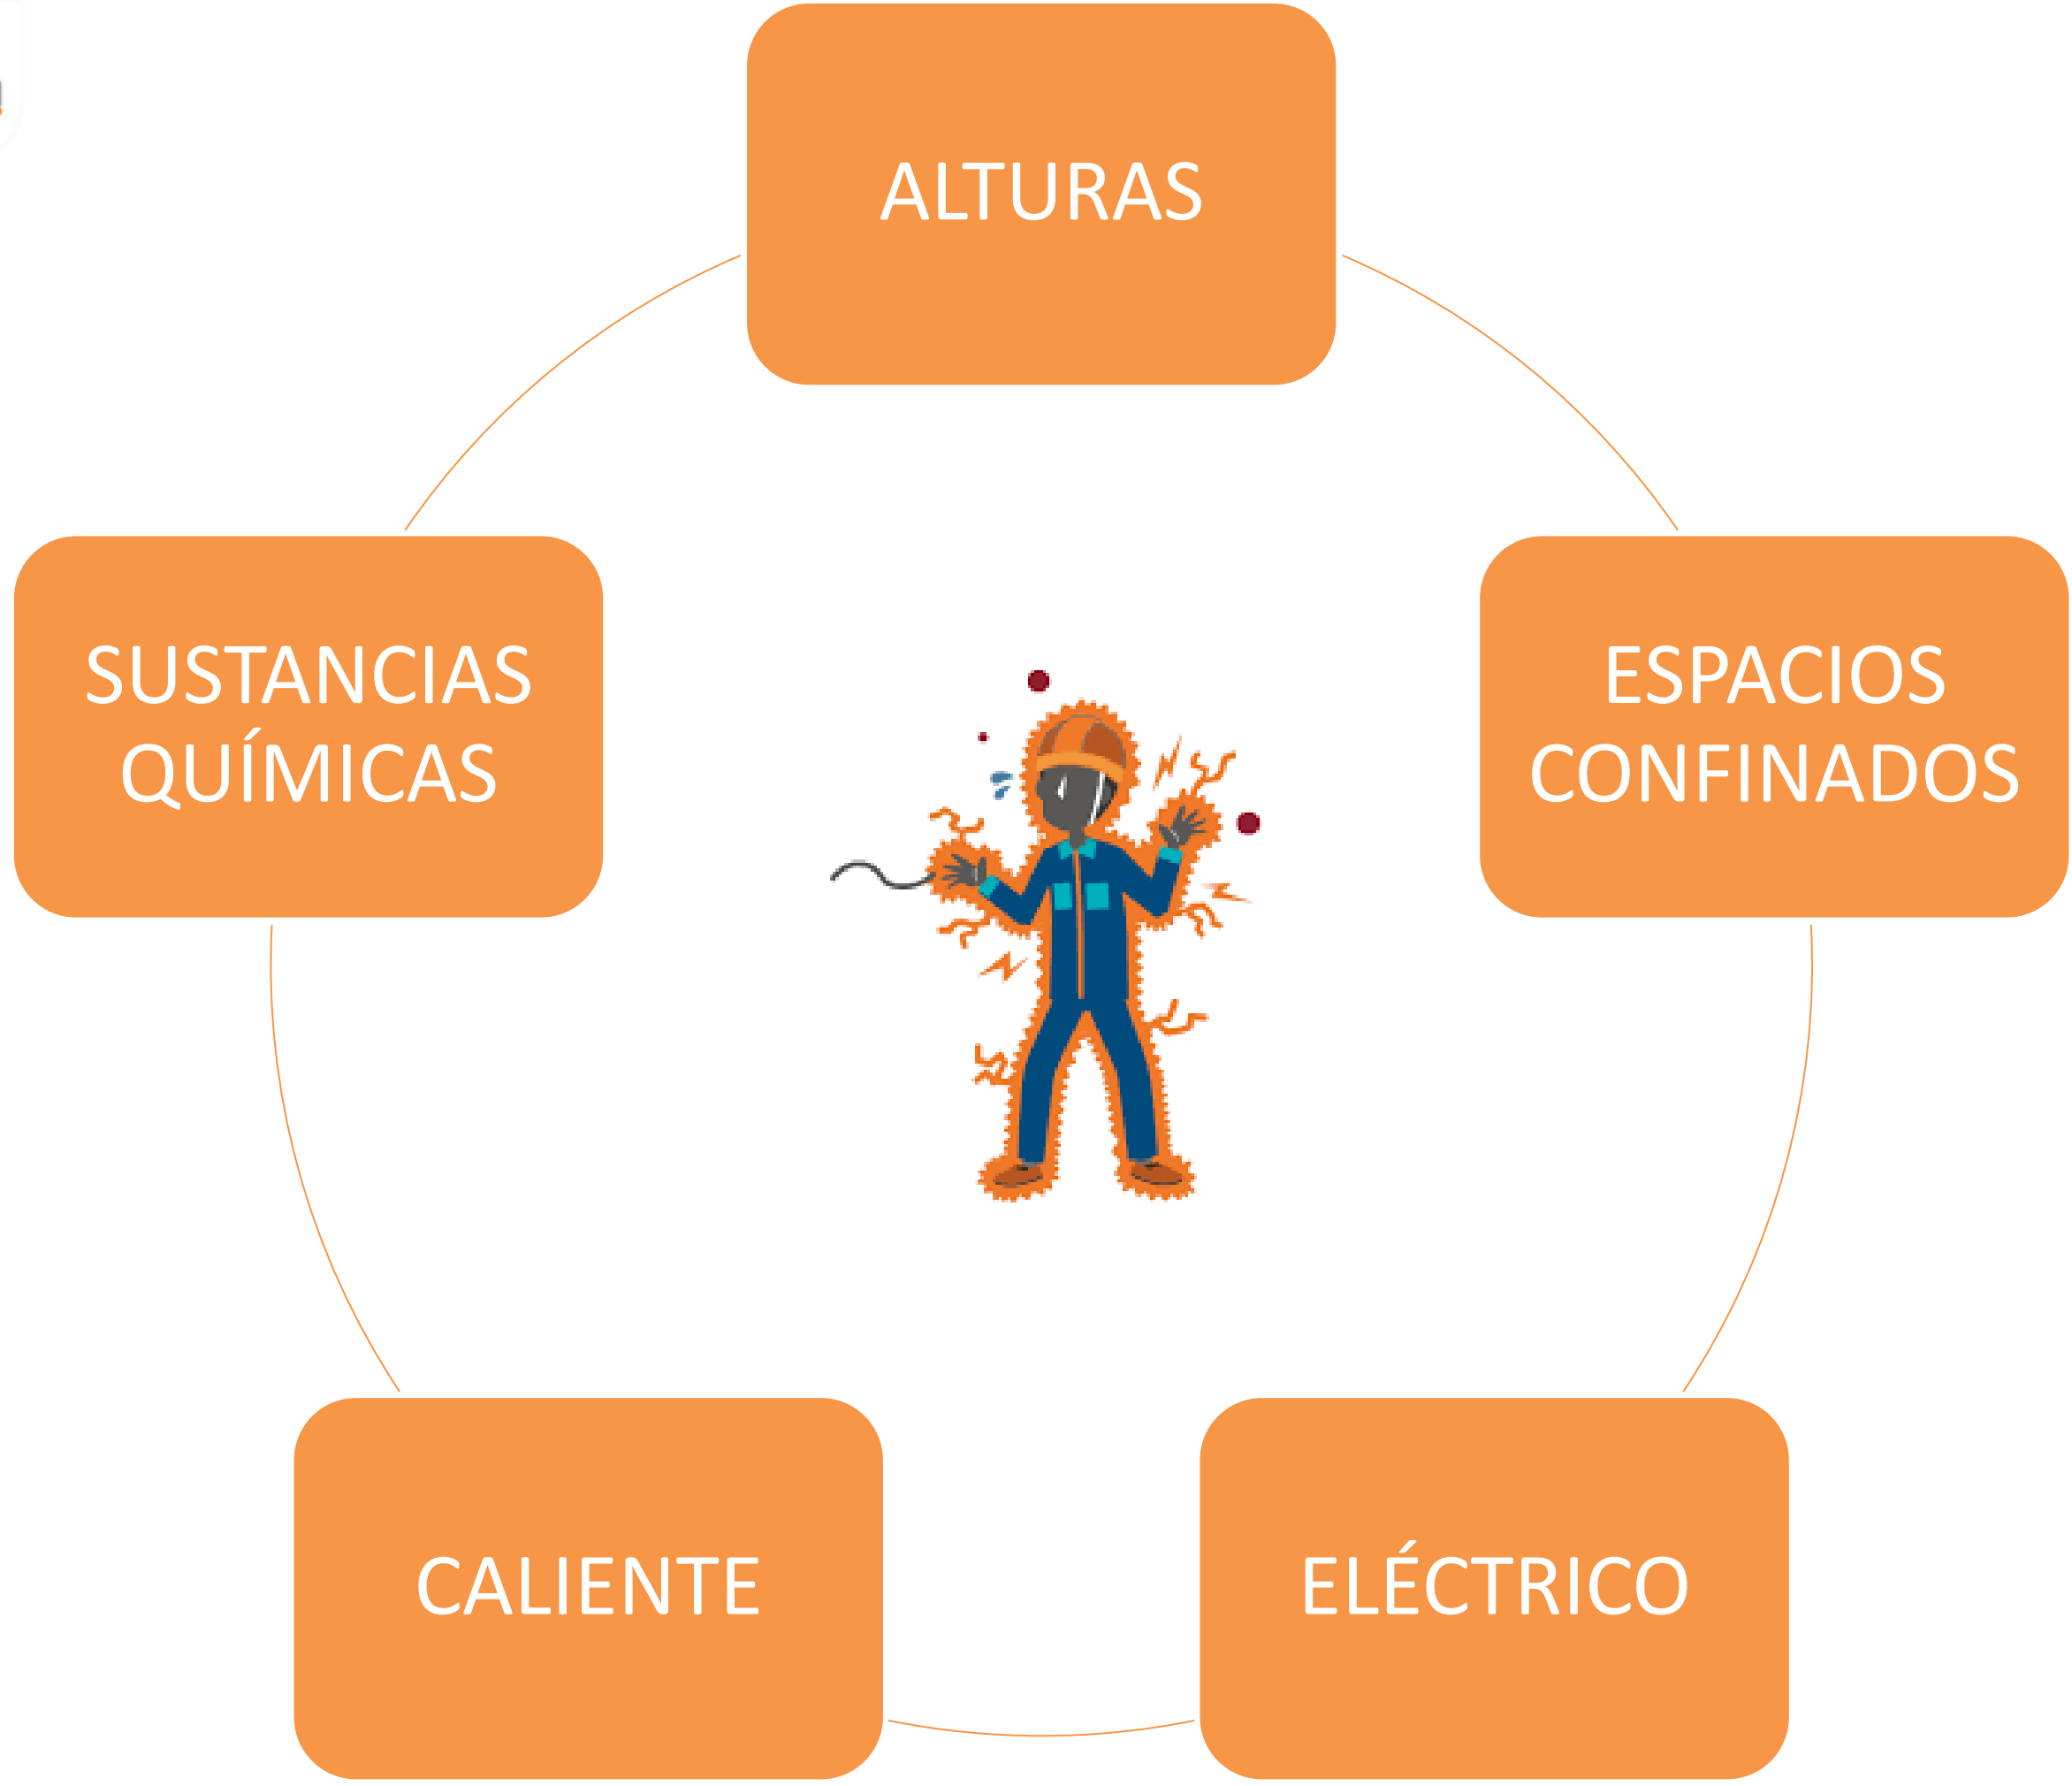 ALTURAS
SUSTANCIAS
QUÍMICAS
ESPACIOS
CONFINADOS
CALIENTE
ELÉCTRICO